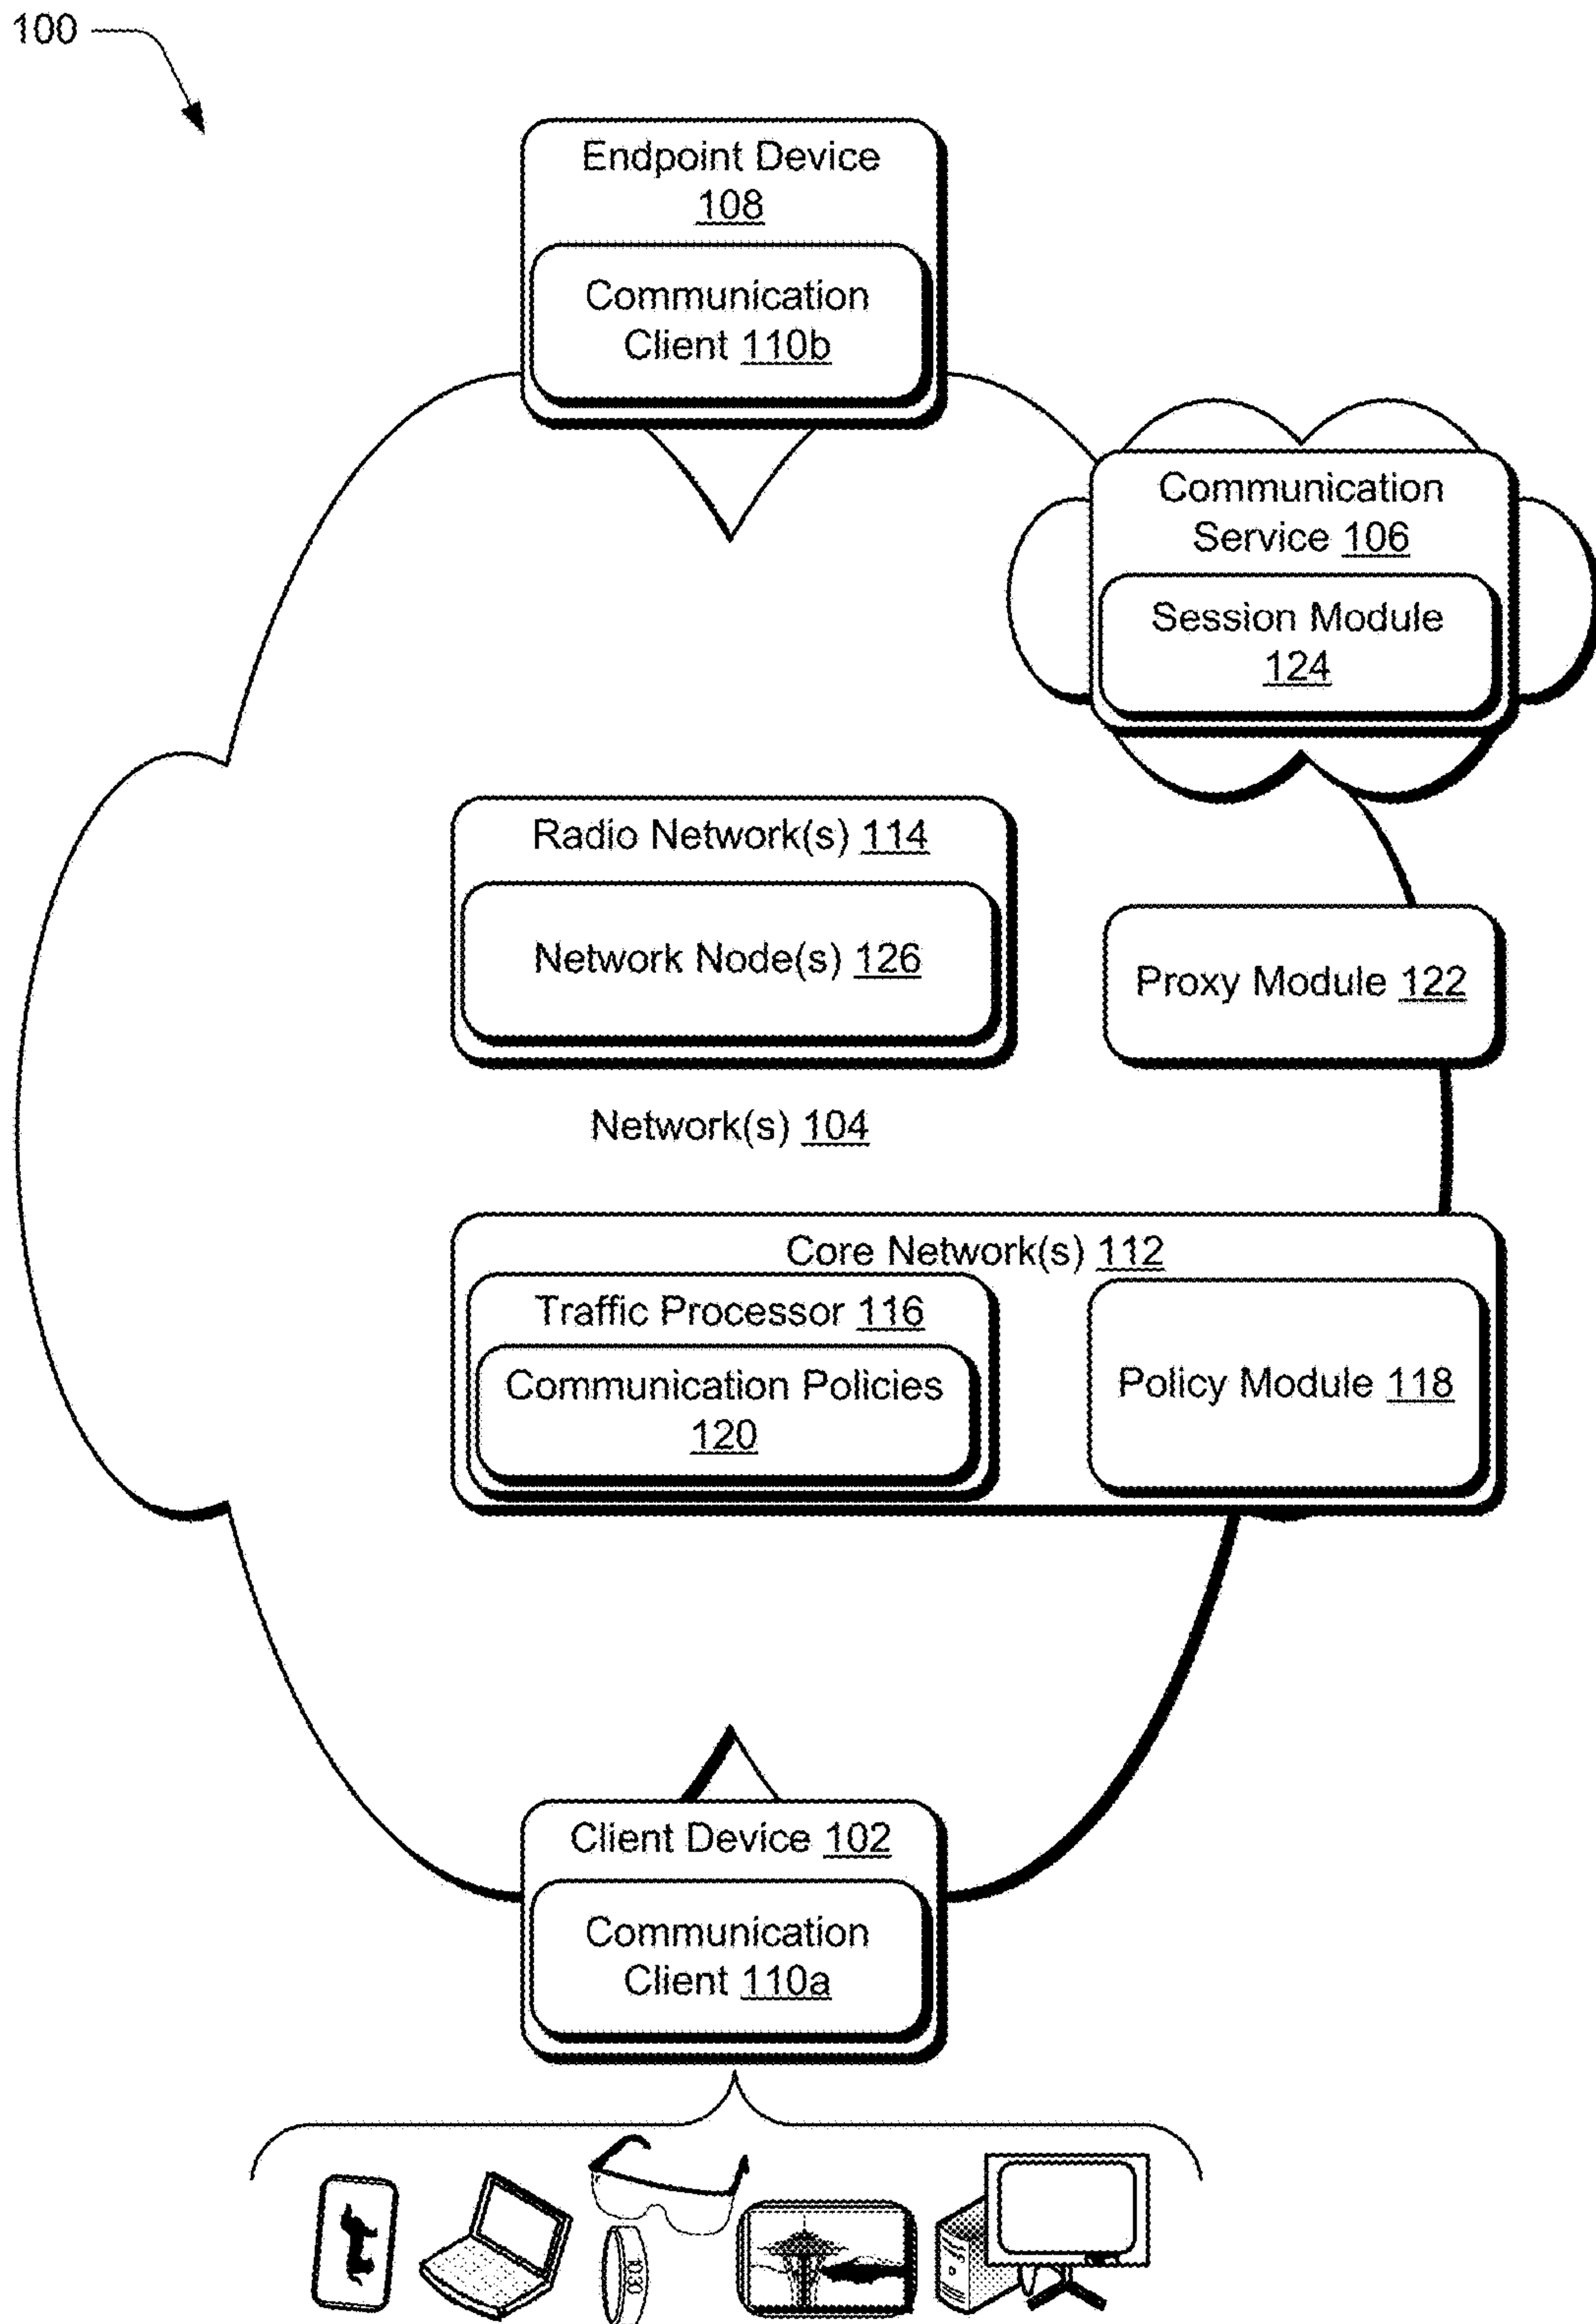 100
Endpoint Device
108
Communication
Client 110b
Communication
Service 106
Session Module
124
Radio Network(s) 114
Network Node(s) 126
Proxy Module 122
Network(s) 104
Core Network(s) 112
Traffic Processor 116
Communication Policies
120
Policy Module 118
Client Device 102
Communication
Client 110a
10:30